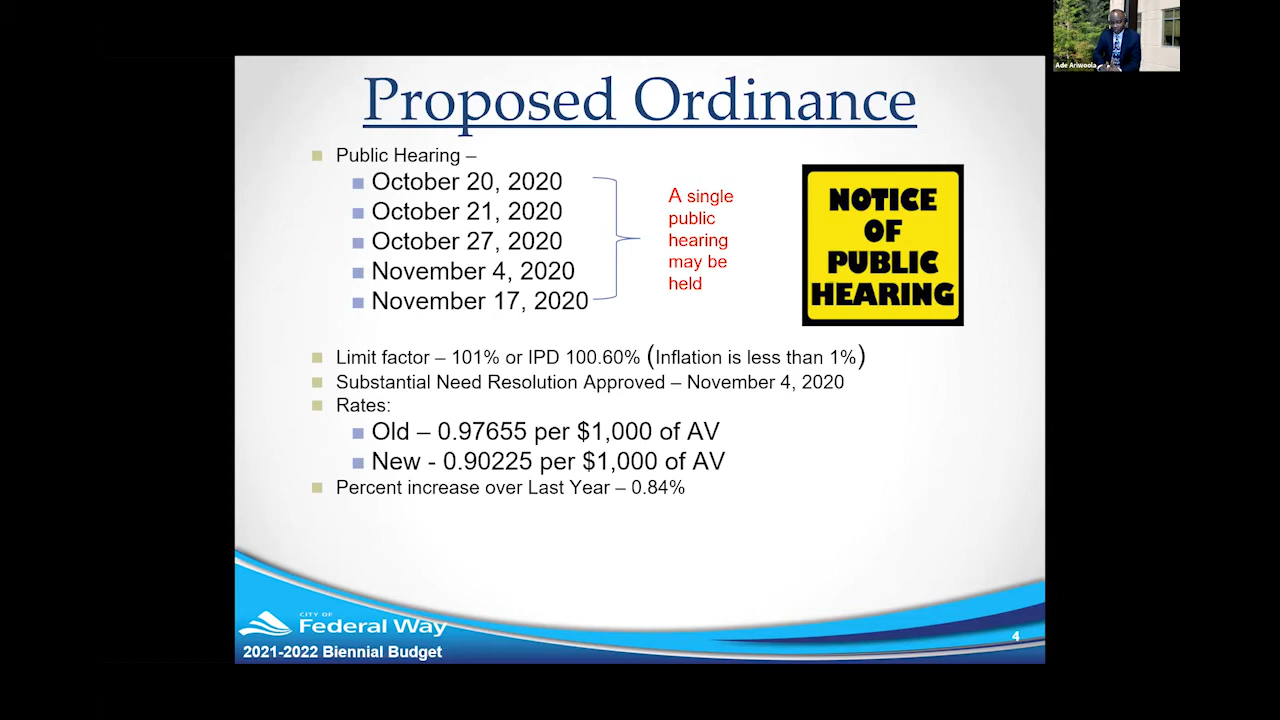 Ade Ariwoola
Proposed Ordinance
Public Hearing –
October 20, 2020
October 21, 2020
October 27, 2020
November 4, 2020
November 17, 2020
A single
public
hearing
may be
held
NOTICE
OF
PUBLIC
HEARING
Limit factor – 101% or IPD 100.60% (Inflation is less than 1%)
Substantial Need Resolution Approved – November 4, 2020
Rates:
Old – 0.97655 per $1,000 of AV
New - 0.90225 per $1,000 of AV
Percent increase over Last Year – 0.84%
CITY OF
Federal Way
2021-2022 Biennial Budget
4